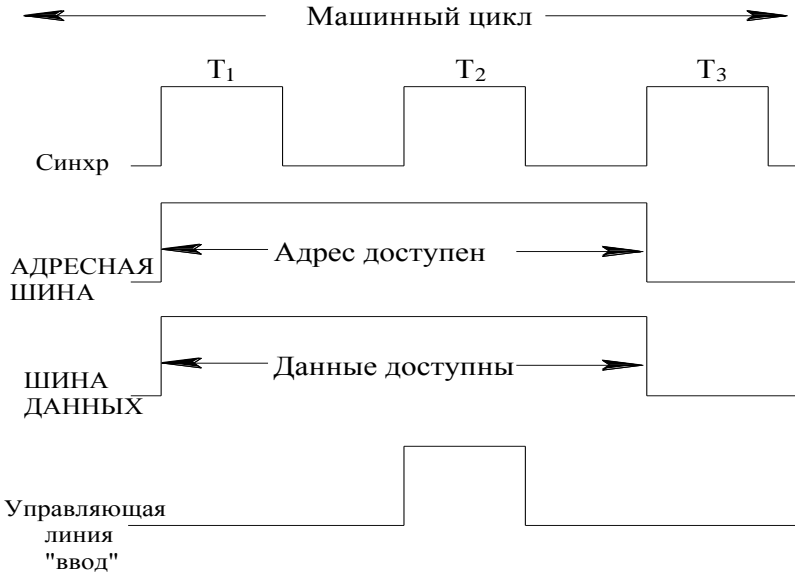 Машинный цикл
T1 T2 T3
Синхр
Адрес доступен
АДРЕСНАЯ
ШИНА
Данные доступны
ШИНА
ДАННЫХ
Управляющая
линия
"ввод"